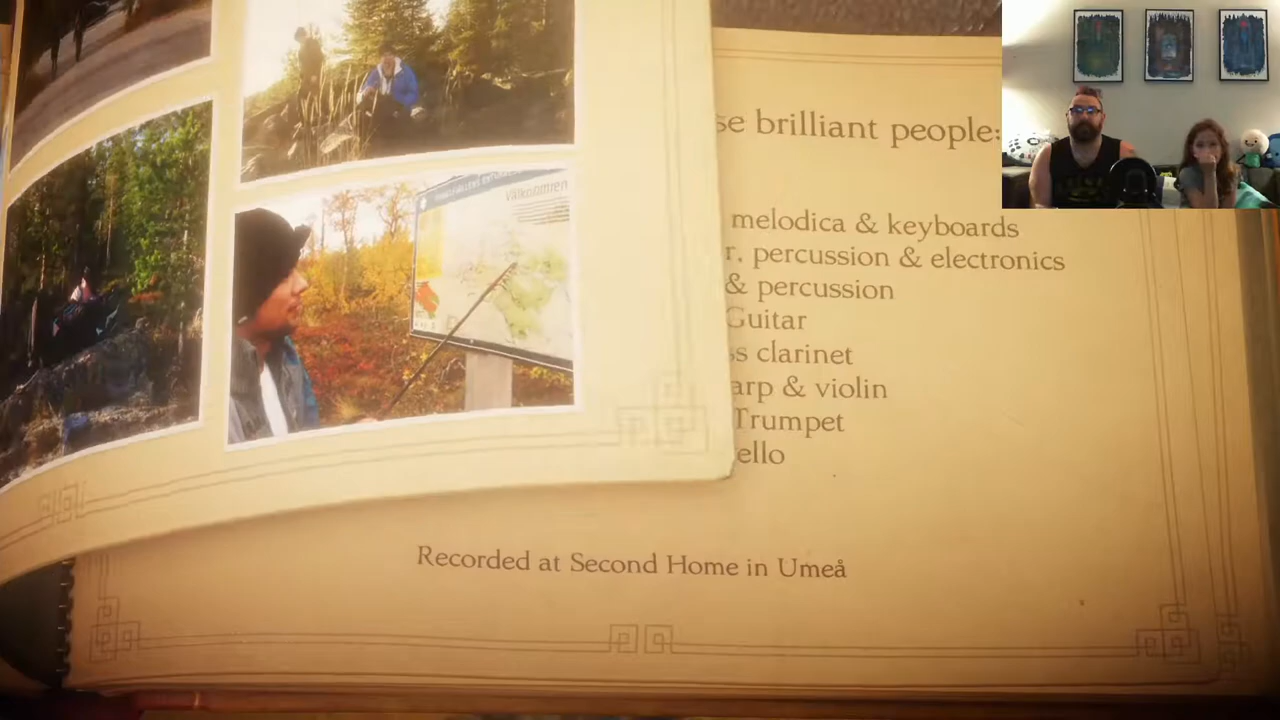 Välkommen
se brilliant people:
melodica & keyboards
r, percussion & electronics
& percussion
Guitar
ss clarinet
arp & violin
Trumpet
ello
Recorded at Second Home in Umeå